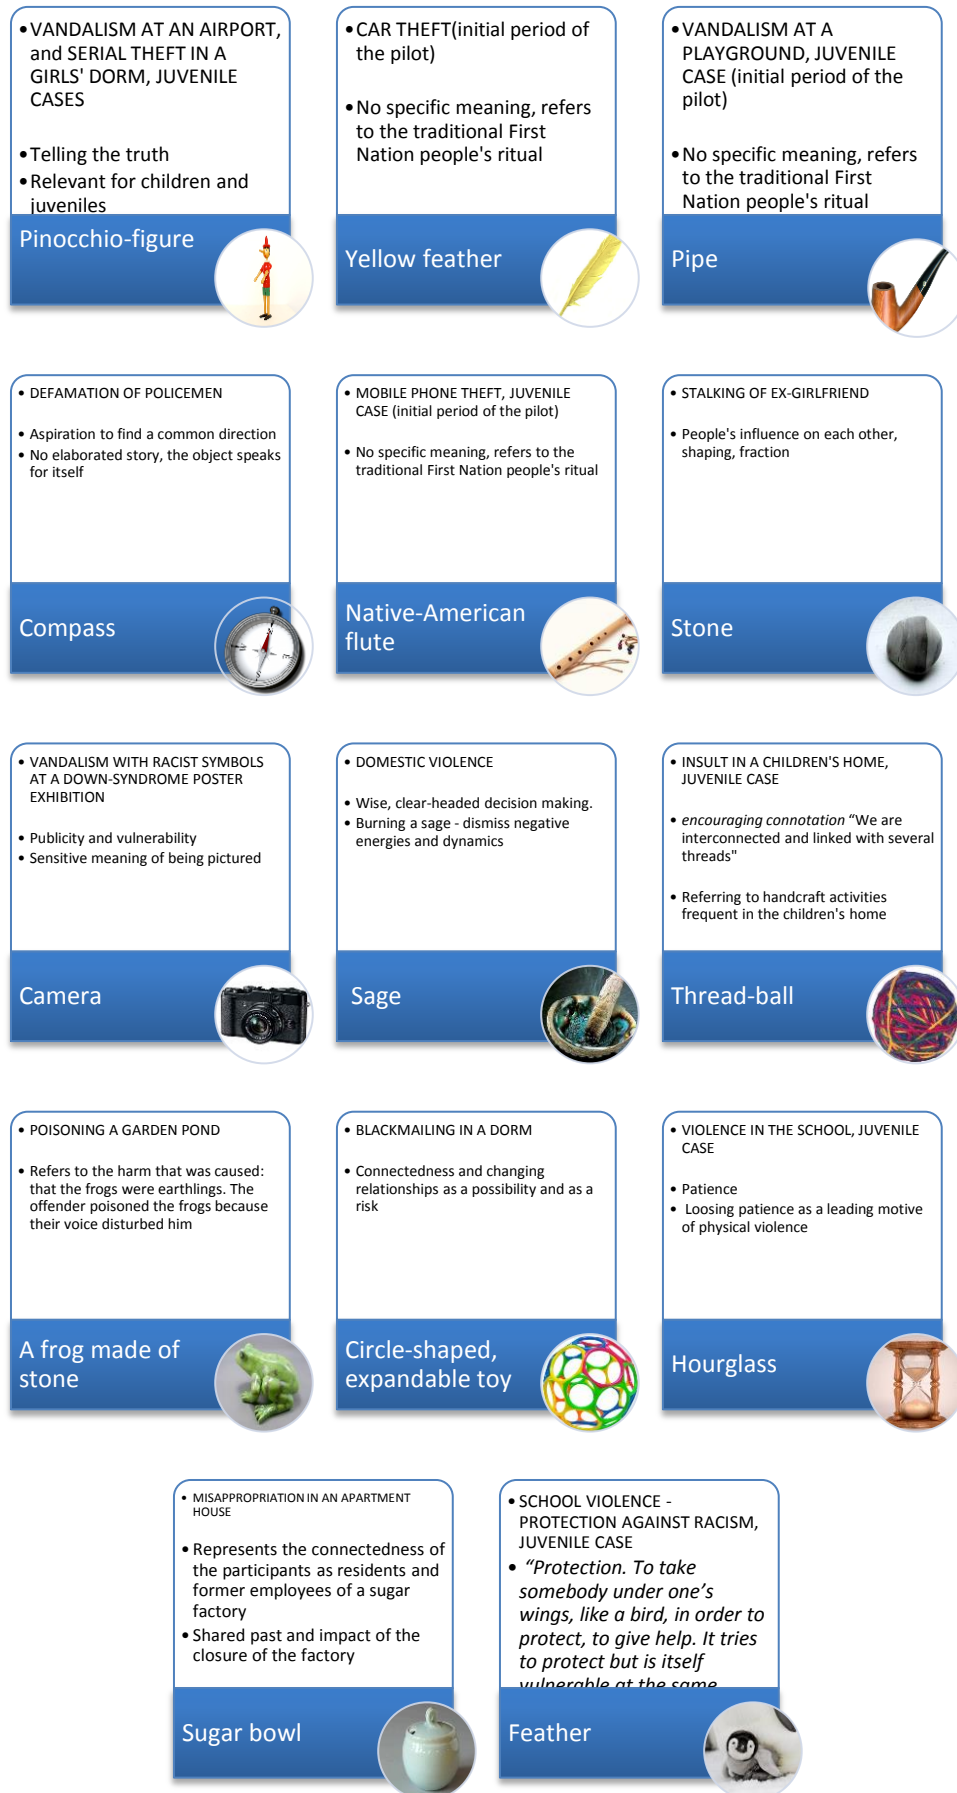 •VANDALISM AT AN AIRPORT,
and SERIAL THEFT IN A
GIRLS' DORM, JUVENILE
CASES
•Telling the truth
•Relevant for children and
juveniles
Pinocchio-figure
•CAR THEFT(initial period of
the pilot)
•No specific meaning, refers
to the traditional First
Nation people's ritual
Yellow feather
•VANDALISM AT A
PLAYGROUND, JUVENILE
CASE (initial period of the
pilot)
•No specific meaning, refers
to the traditional First
Nation people's ritual
Pipe
• DEFAMATION OF POLICEMEN
• Aspiration to find a common direction
• No elaborated story, the object speaks
for itself
Compass
• MOBILE PHONE THEFT, JUVENILE
CASE (initial period of the pilot)
• No specific meaning, refers to the
traditional First Nation people's ritual
Native-American
flute
• STALKING OF EX-GIRLFRIEND
• People's influence on each other,
shaping, fraction
Stone
• VANDALISM WITH RACIST SYMBOLS
AT A DOWN-SYNDROME POSTER
EXHIBITION
• Publicity and vulnerability
• Sensitive meaning of being pictured
Camera
• DOMESTIC VIOLENCE
• Wise, clear-headed decision making.
• Burning a sage - dismiss negative
energies and dynamics
Sage
• INSULT IN A CHILDREN'S HOME,
JUVENILE CASE
• encouraging connotation “We are
interconnected and linked with several
threads"
• Referring to handcraft activities
frequent in the children's home
Thread-ball
• POISONING A GARDEN POND
• Refers to the harm that was caused:
that the frogs were earthlings. The
offender poisoned the frogs because
their voice disturbed him
A frog made of
stone
• BLACKMAILING IN A DORM
• Connectedness and changing
relationships as a possibility and as a
risk
Circle-shaped,
expandable toy
• VIOLENCE IN THE SCHOOL, JUVENILE
CASE
• Patience
• Loosing patience as a leading motive
of physical violence
Hourglass
• MISAPPROPRIATION IN AN APARTMENT
HOUSE
•Represents the connectedness of
the participants as residents and
former employees of a sugar
factory
•Shared past and impact of the
closure of the factory
Sugar bowl
•SCHOOL VIOLENCE -
PROTECTION AGAINST RACISM,
JUVENILE CASE
• “Protection. To take
somebody under one’s
wings, like a bird, in order to
protect, to give help. It tries
to protect but is itself
vulnerable at the same
Feather